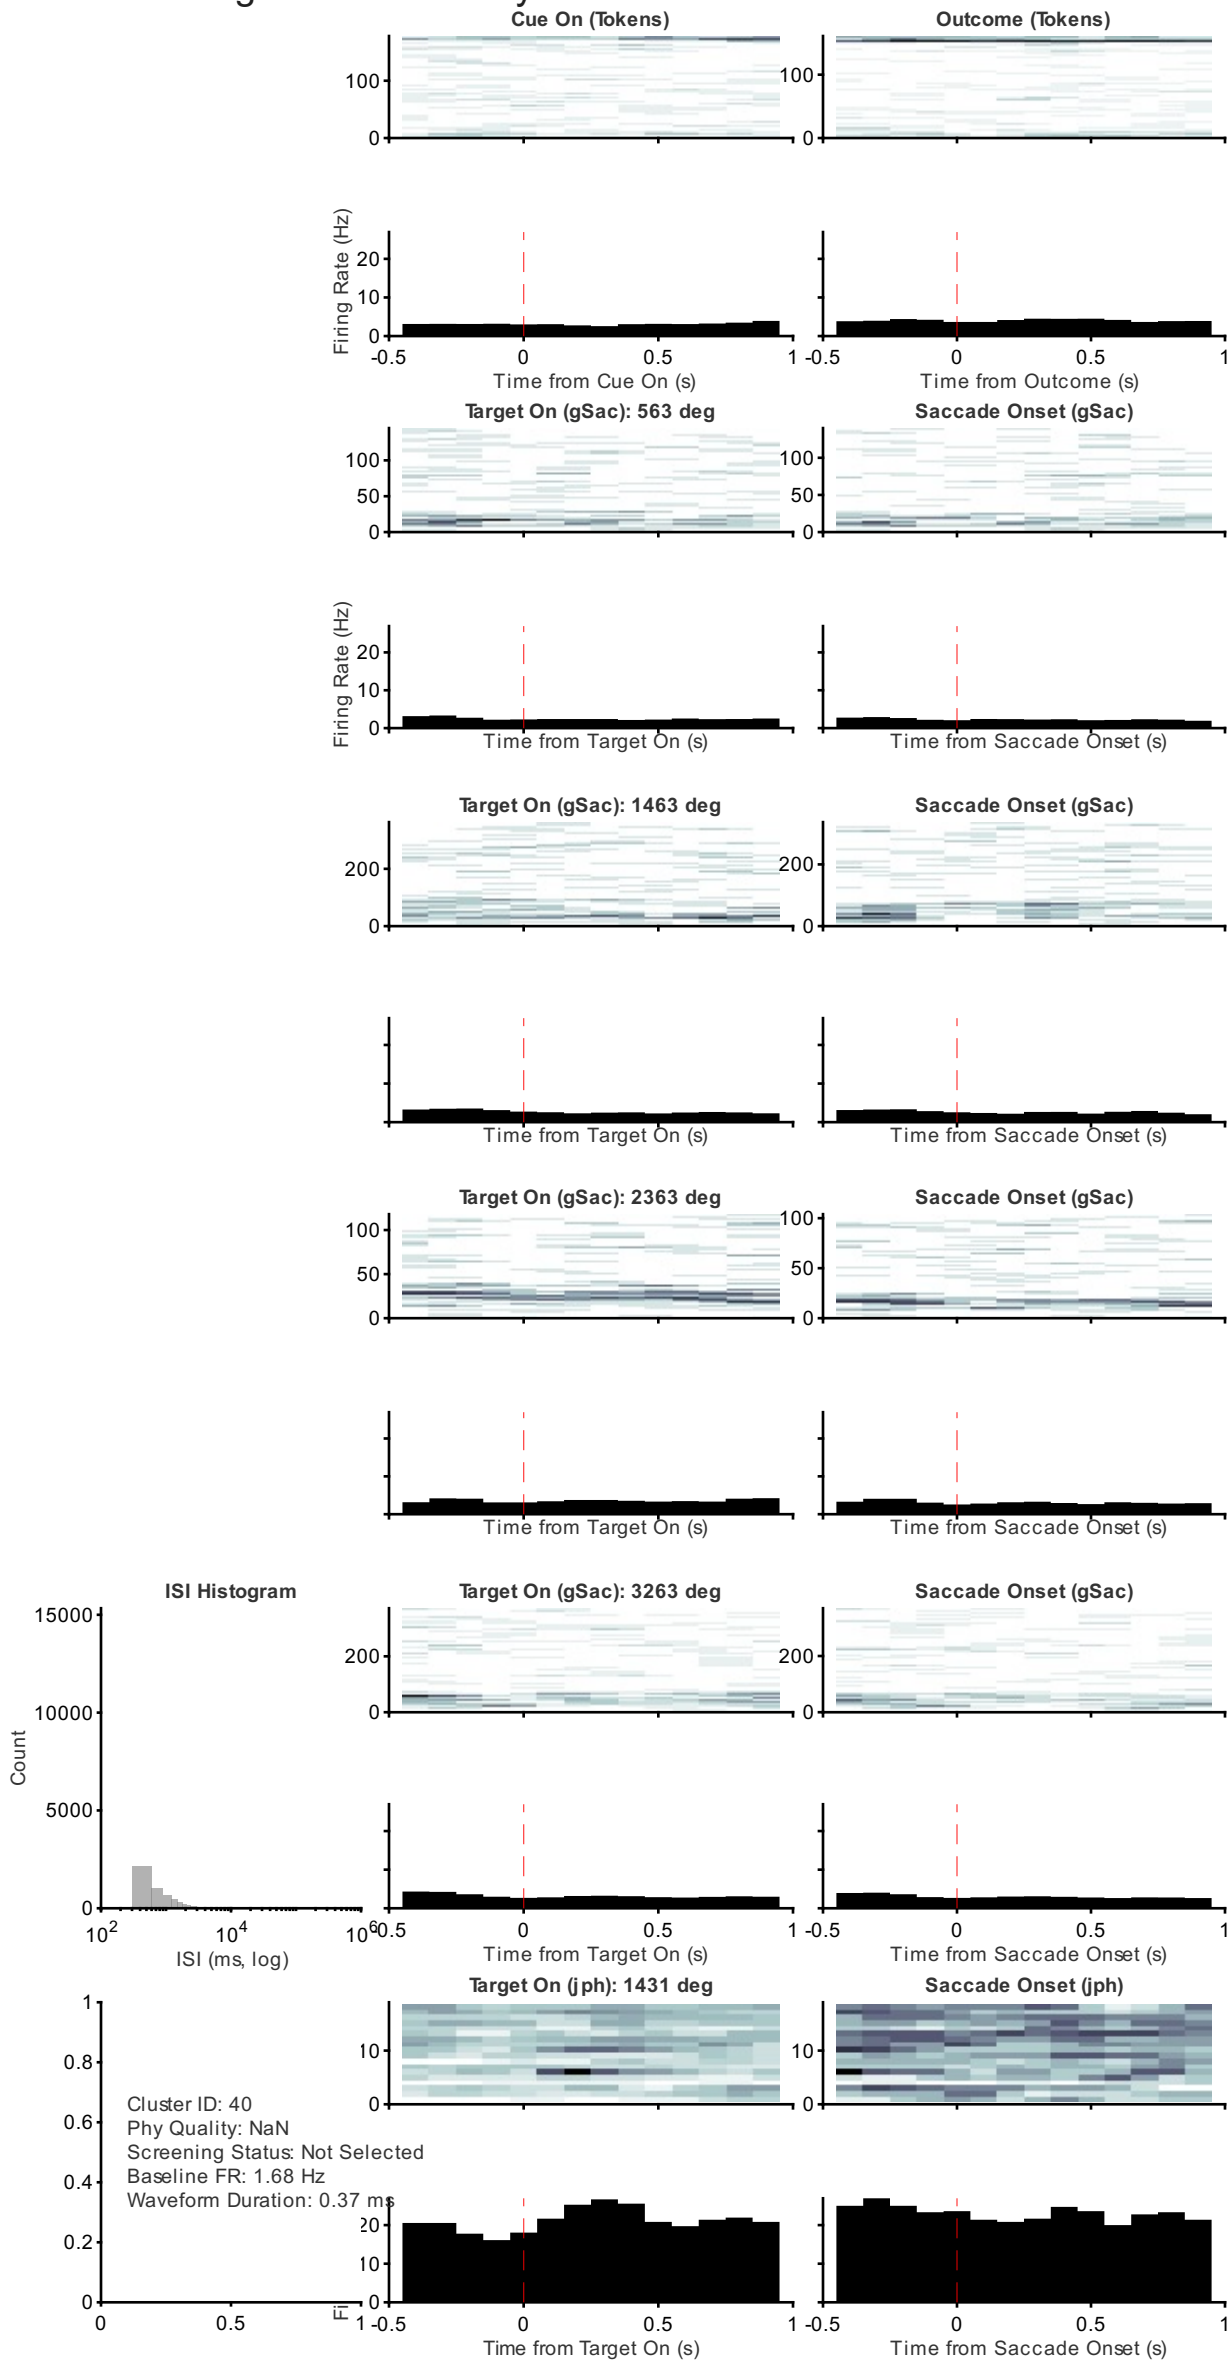 Cue On (Tokens)
Outcome (Tokens)
100
0
100
0
Firing Rate (Hz)
20
10
0
-0.5
0
0.5
1
-0.5
0
0.5
1
Time from Cue On (s)
Time from Outcome (s)
Target On (gSac): 563 deg
Saccade Onset (gSac)
100
50
0
100
50
0
Firing Rate (Hz)
20
10
0
Time from Target On (s)
Time from Saccade Onset (s)
Target On (gSac): 1463 deg
Saccade Onset (gSac)
200
0
200
0
Time from Target On (s)
Time from Saccade Onset (s)
Target On (gSac): 2363 deg
Saccade Onset (gSac)
100
50
0
100
50
0
Time from Target On (s)
Time from Saccade Onset (s)
ISI Histogram
Target On (gSac): 3263 deg
Saccade Onset (gSac)
15000
10000
5000
0
Count
10^2
10^4
10^6
ISI (ms, log)
200
0
200
0
-0.5
0
0.5
1
-0.5
0
0.5
1
Time from Target On (s)
Time from Saccade Onset (s)
Target On (jph): 1431 deg
Saccade Onset (jph)
1
0.8
0.6
0.4
0.2
0
0
0.5
1
Cluster ID: 40
Phy Quality: NaN
Screening Status: Not Selected
Baseline FR: 1.68 Hz
Waveform Duration: 0.37 ms
10
0
10
0
Fi
20
10
0
-0.5
0
0.5
1
-0.5
0
0.5
1
Time from Target On (s)
Time from Saccade Onset (s)